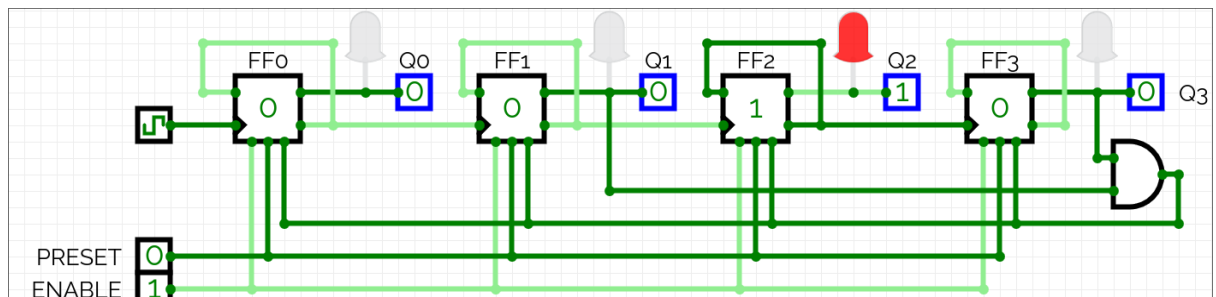 FF0 Q0 FF1 Q1 FF2 Q2 FF3
0 0 0 0 1 1 0 0 Q3
PRESET 0
ENABLE 1